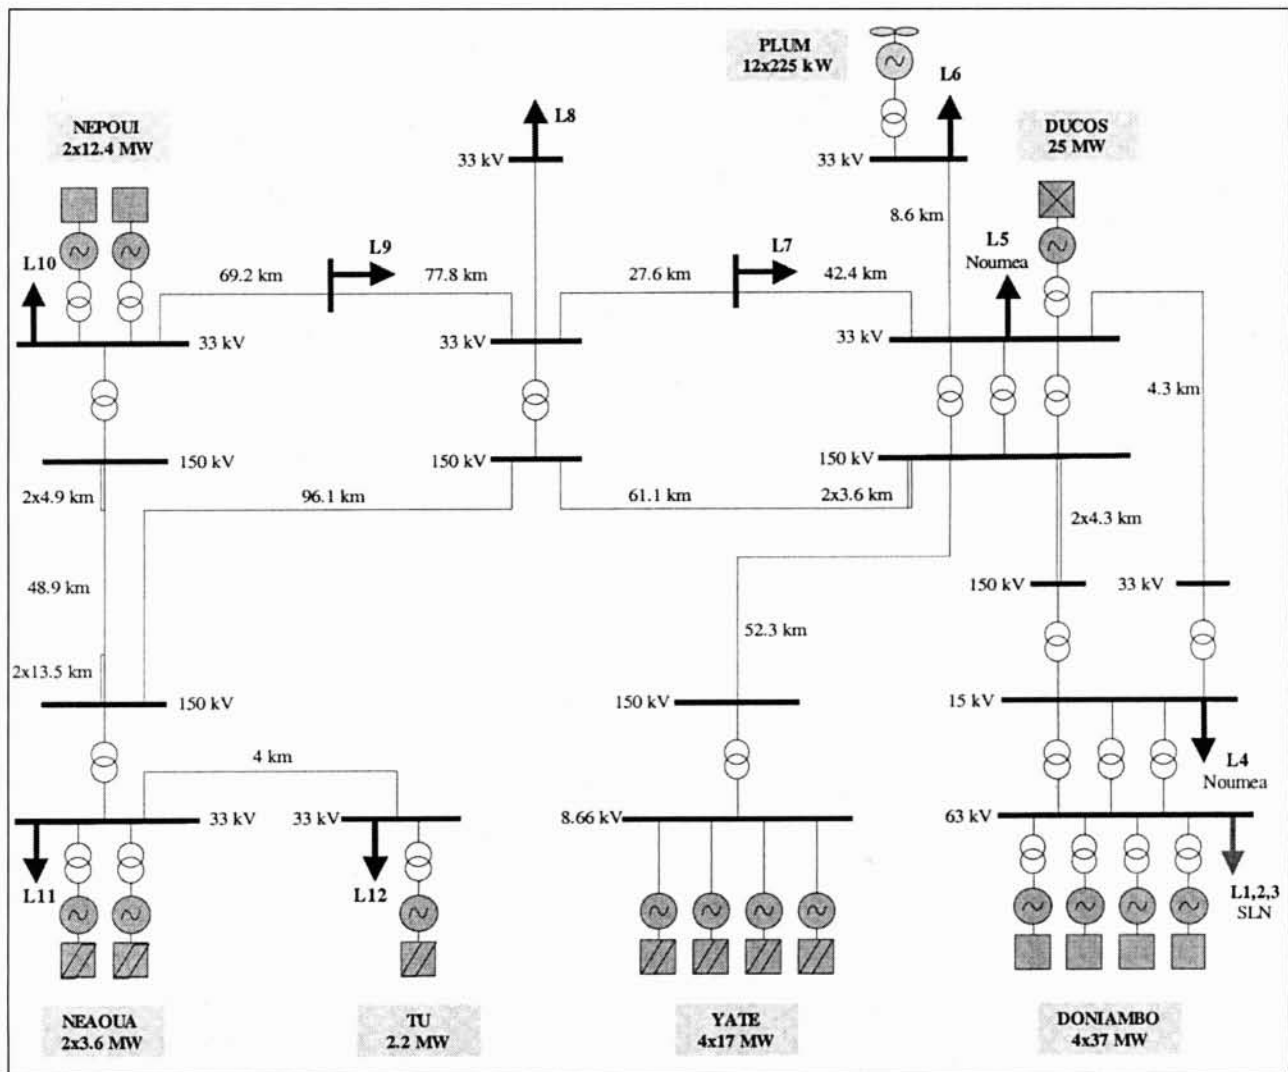 PLUM
12x225 kW
L6
NEPOUI
2x12.4 MW
L8
DUCOS
25 MW
33 kV
33 kV
8.6 km
L10
L9
L7
L5
Noumea
69.2 km
77.8 km
27.6 km
42.4 km
33 kV
33 kV
33 kV
4.3 km
150 kV
150 kV
150 kV
2x4.9 km
96.1 km
61.1 km
2x3.6 km
2x4.3 km
48.9 km
150 kV
33 kV
52.3 km
2x13.5 km
150 kV
150 kV
15 kV
4 km
L4
Noumea
33 kV
33 kV
8.66 kV
63 kV
L11
L12
L1,2,3
SLN
NEAOUA
2x3.6 MW
TU
2.2 MW
YATE
4x17 MW
DONIAMBO
4x37 MW